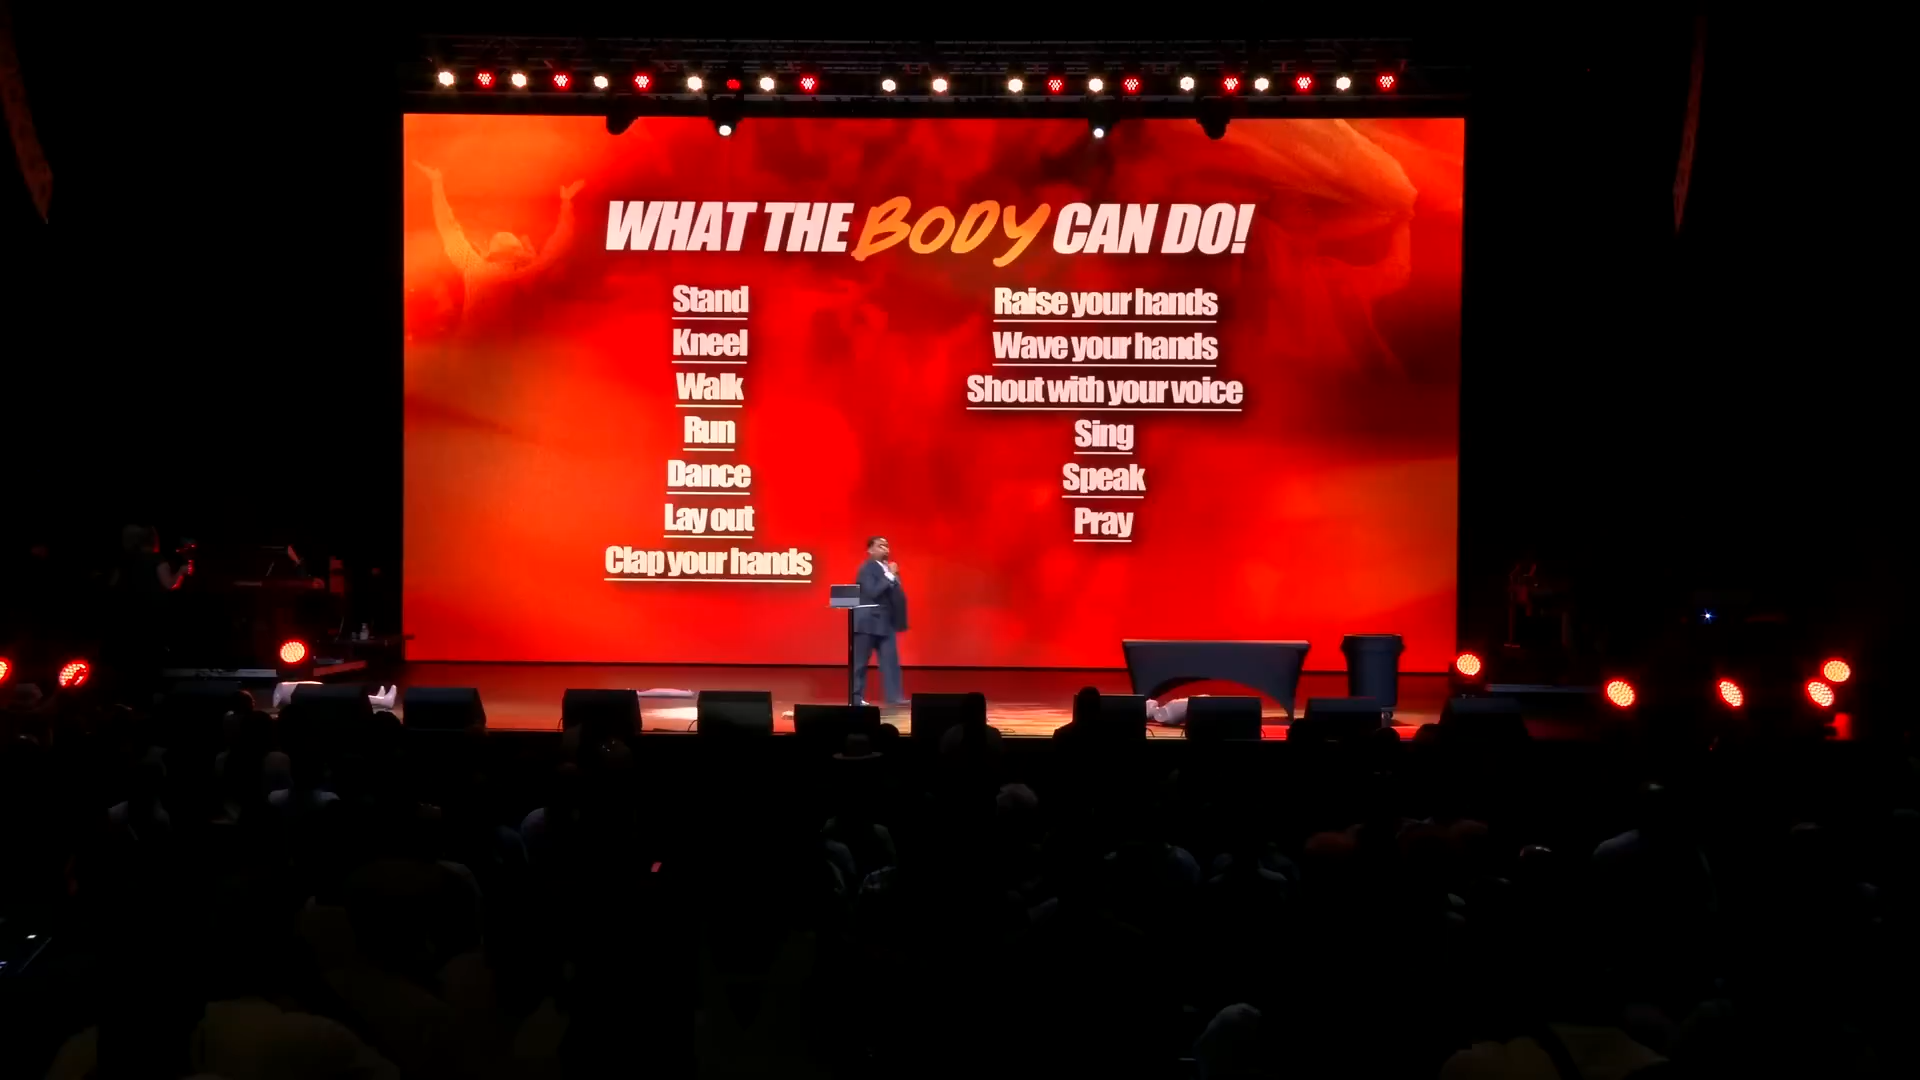 WHAT THE BODY CAN DO!
Stand
Kneel
Walk
Run
Dance
Lay out
Clap your hands
Raise your hands
Wave your hands
Shout with your voice
Sing
Speak
Pray